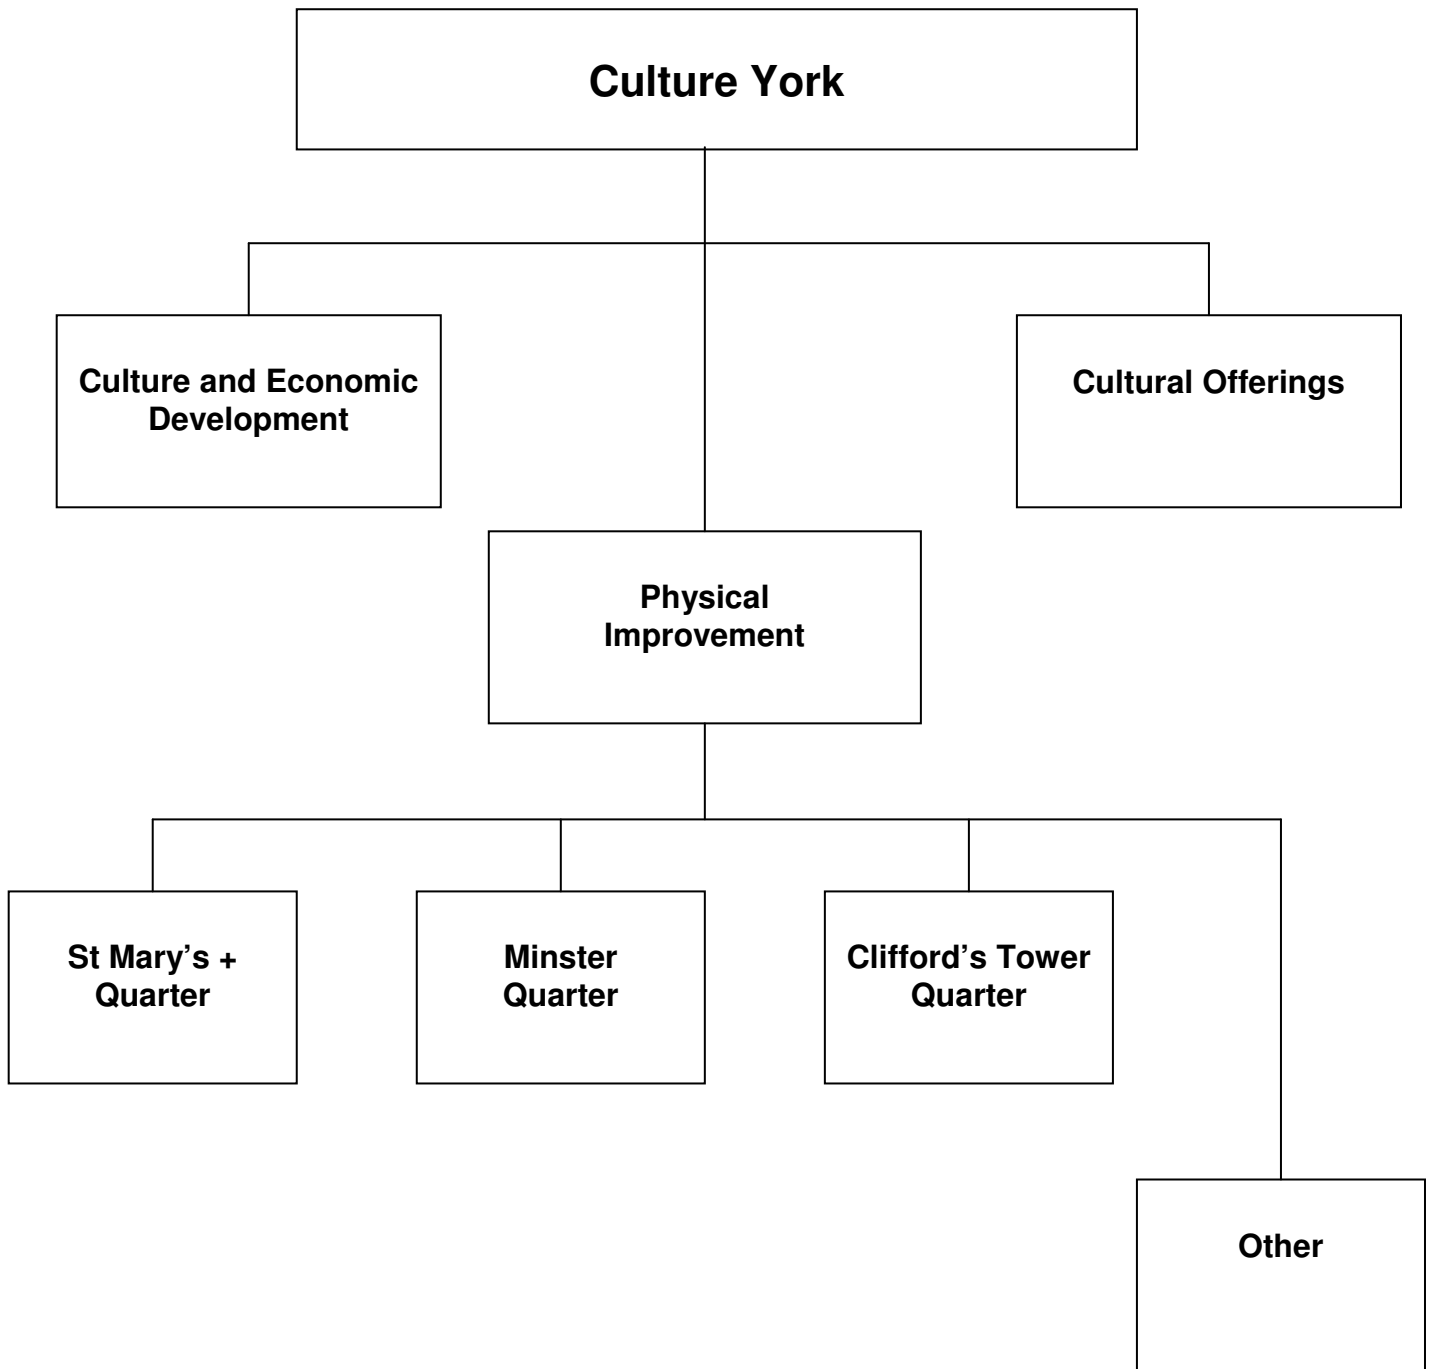 Culture York
Culture and Economic
Development
Cultural Offerings
Physical
Improvement
St Mary’s +
Quarter
Minster
Quarter
Clifford’s Tower
Quarter
Other